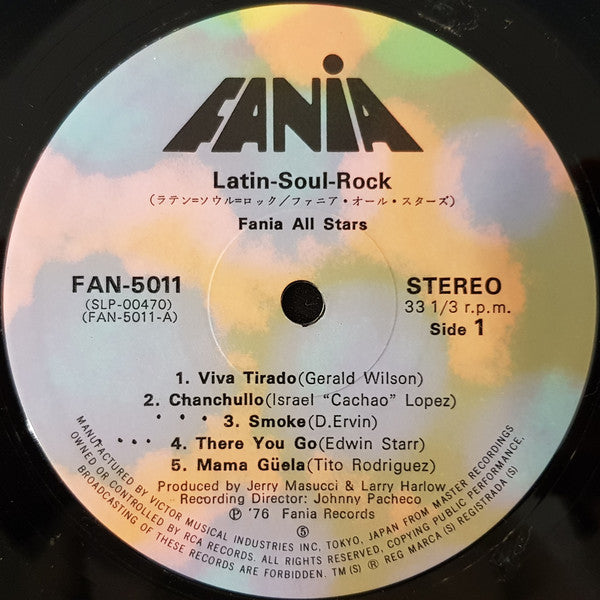 FANIA
Latin-Soul-Rock
(ラテン=ソウル=ロック/ファニア・オール・スターズ)
Fania All Stars
FAN-5011
(SLP-00470)
(FAN-5011-A)
STEREO
33 1/3 r.p.m.
Side 1
1. Viva Tirado(Gerald Wilson)
2. Chanchullo(Israel "Cachao" Lopez)
• • • 3. Smoke(D.Ervin)
• • • 4. There You Go(Edwin Starr)
5. Mama Güela(Tito Rodriguez)
Produced by Jerry Masucci & Larry Harlow
Recording Director: Johnny Pacheco
Ⓟ '76 Fania Records
⑤
MANUFACTURED BY VICTOR MUSICAL INDUSTRIES INC, TOKYO, JAPAN FROM MASTER RECORDINGS
OWNED OR CONTROLLED BY RCA RECORDS. ALL RIGHTS RESERVED, COPYING PUBLIC PERFORMANCE,
BROADCASTING OF THESE RECORDS ARE FORBIDDEN. TM(S) ® REG MARCA (S) REGISTRADA (S)